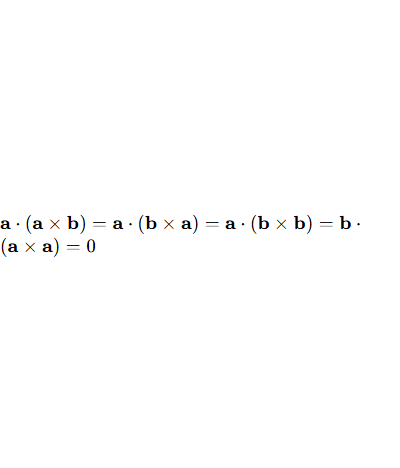 a · (a × b) = a · (b × a) = a · (b × b) = b ·
(a × a) = 0